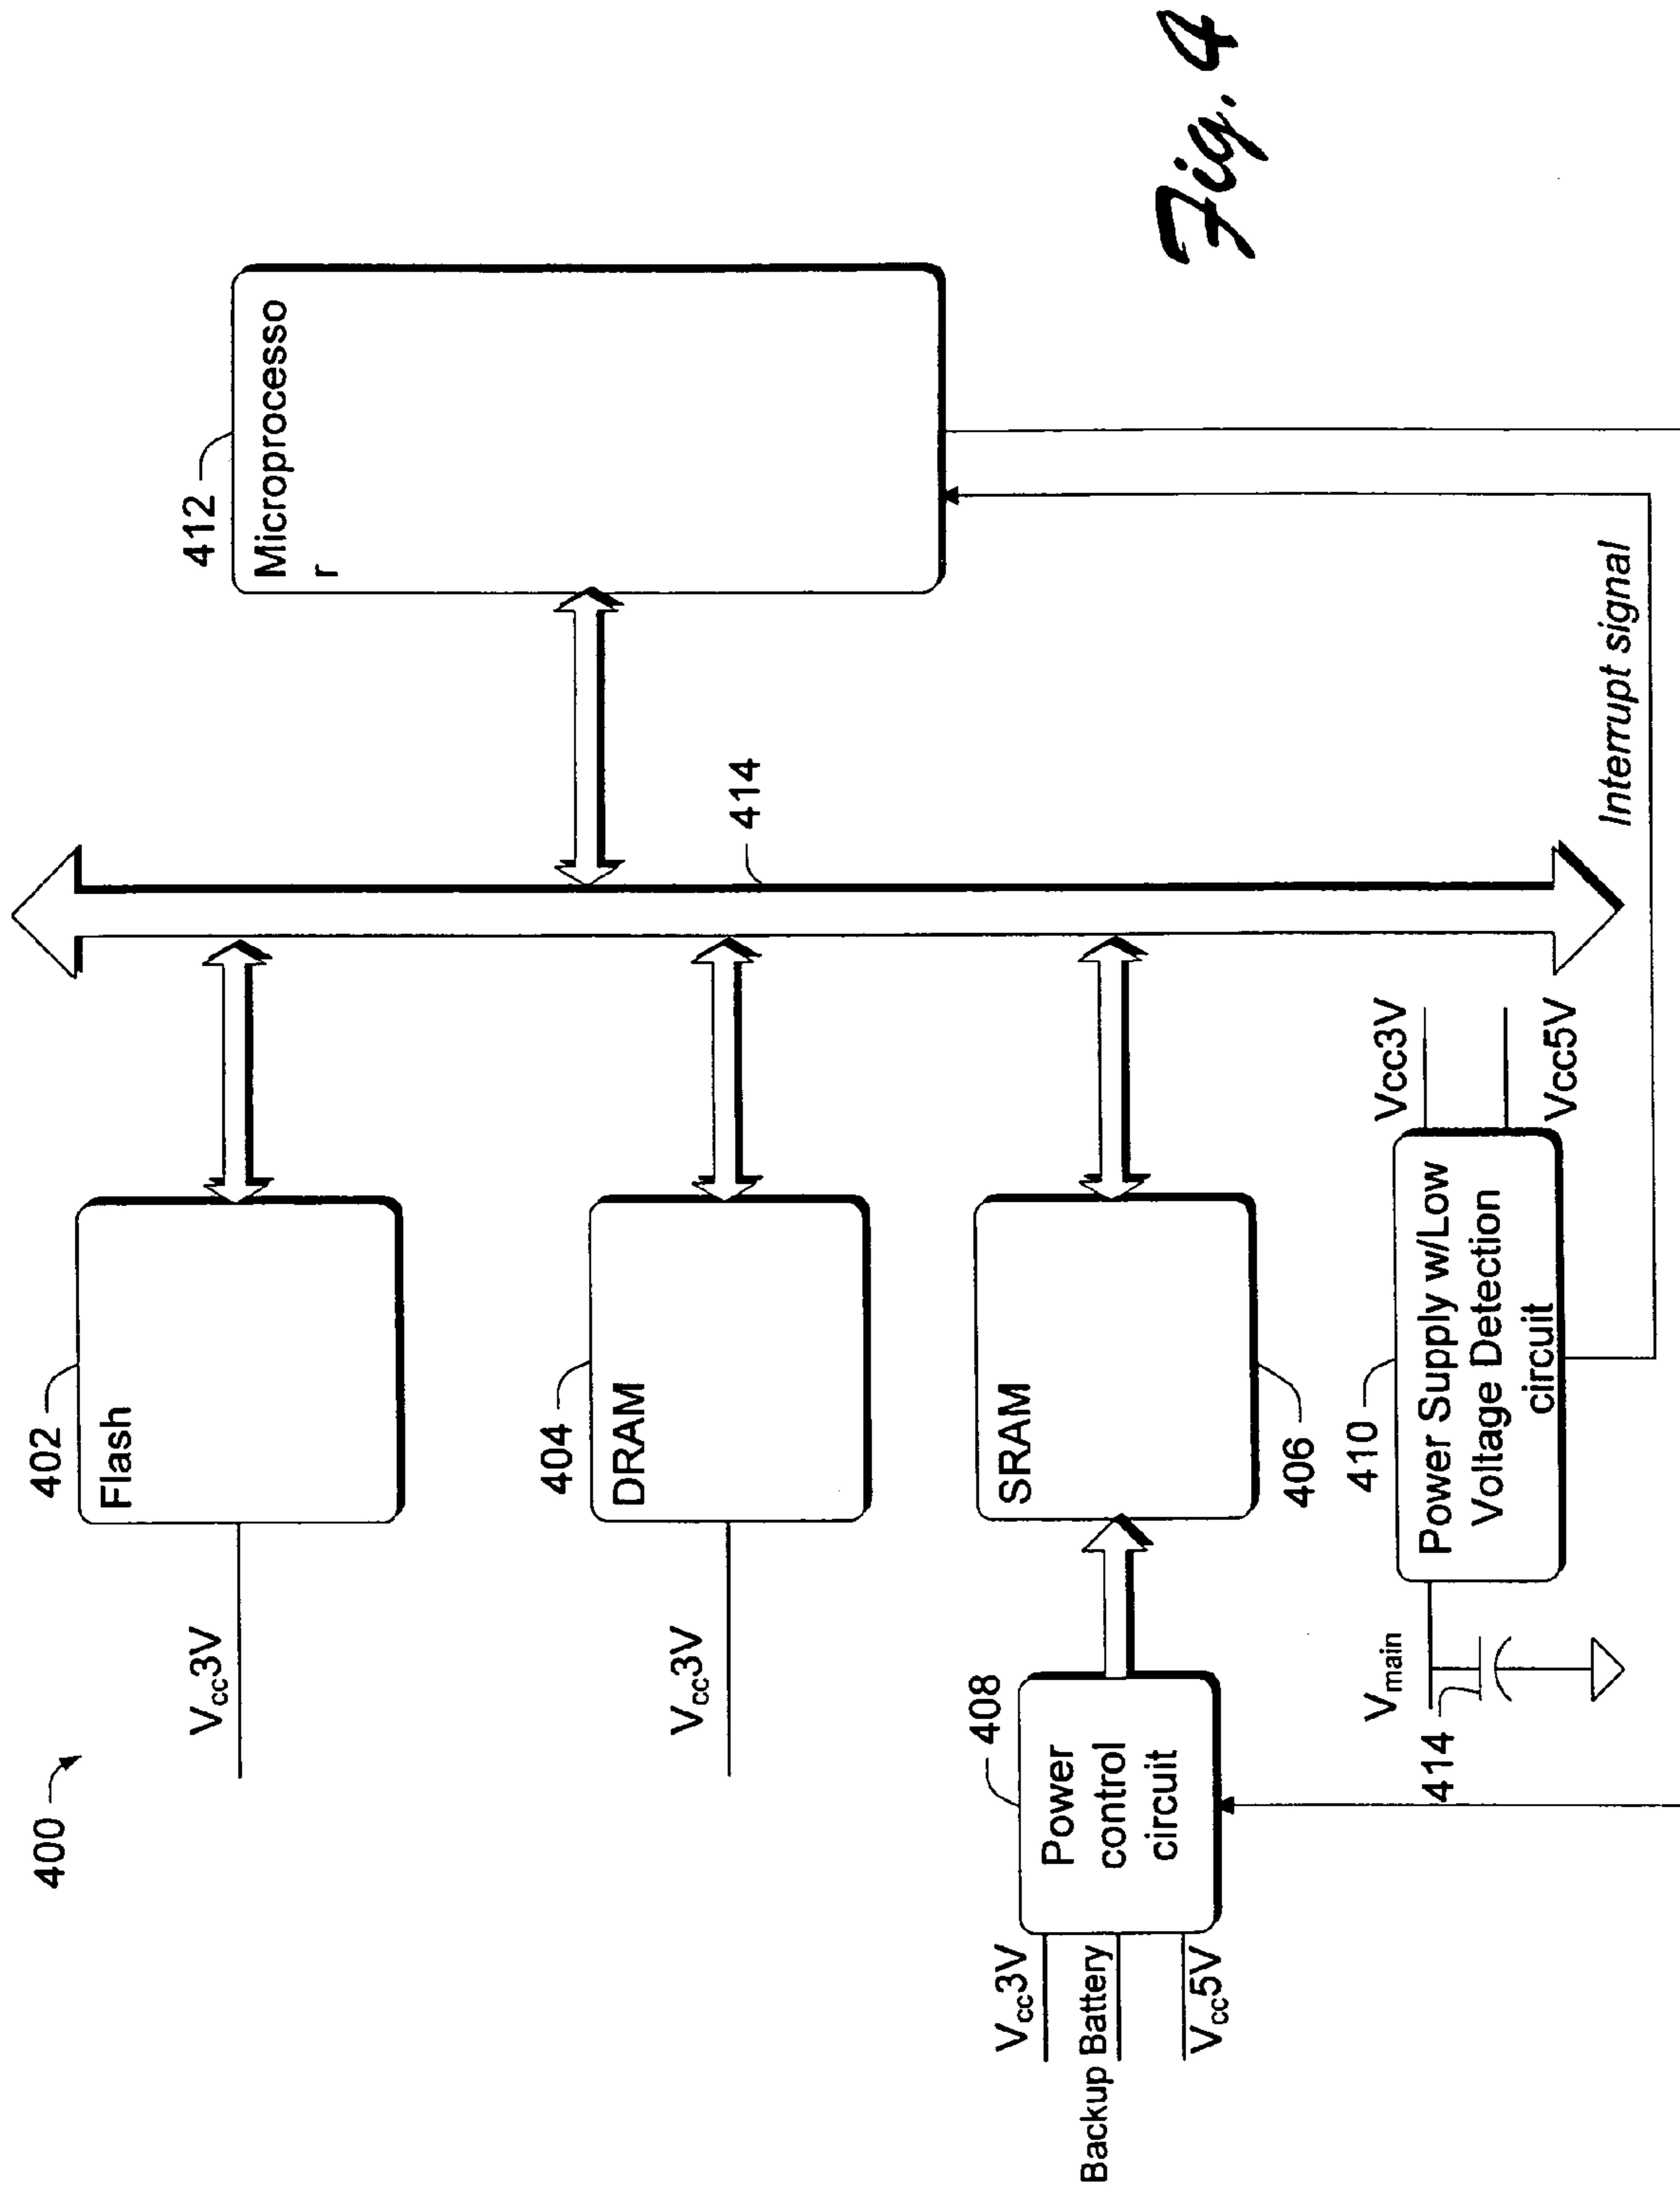 400
402
Flash
Vcc3V
404
DRAM
Vcc3V
406
SRAM
408
Power
control
circuit
Vcc3V
Backup Battery
Vcc5V
410
Power Supply w/Low
Voltage Detection
circuit
Vmain
414
Vcc3V
Vcc5V
Interrupt signal
414
412
Microprocesso
r
Fig. 4